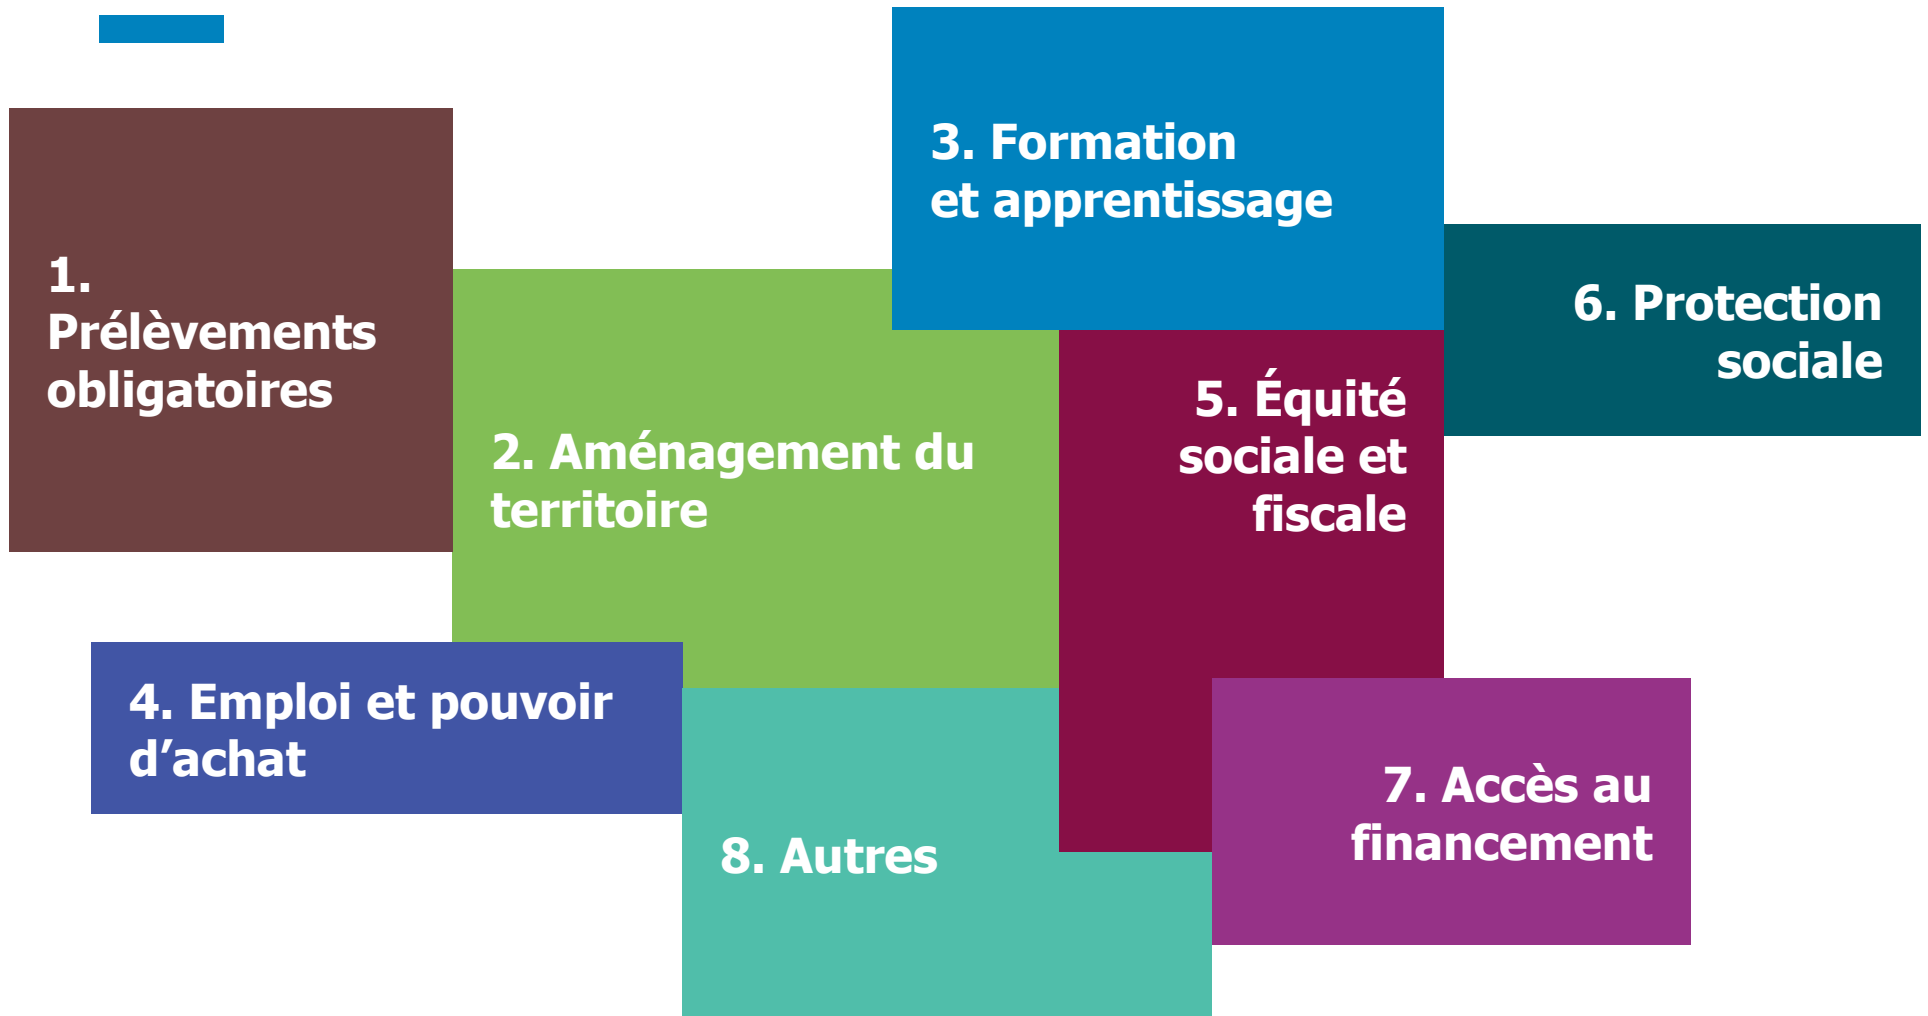 1.
Prélèvements
obligatoires
2. Aménagement du
territoire
3. Formation
et apprentissage
4. Emploi et pouvoir
d’achat
5. Équité
sociale et
fiscale
6. Protection
sociale
7. Accès au
financement
8. Autres